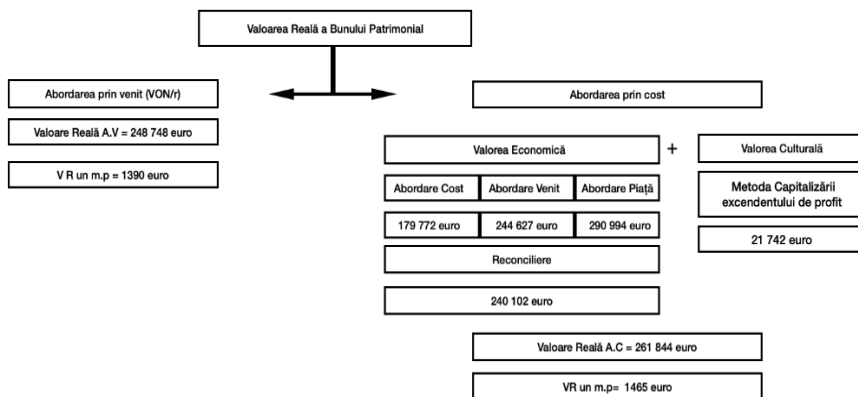 Valoarea Reală a Bunului Patrimonial
Abordarea prin venit (VON/r)
Abordarea prin cost
Valoare Reală A.V = 248 748 euro
V R un m.p = 1390 euro
Valorea Economică
+
Valorea Culturală
Abordare Cost
Abordare Venit
Abordare Piață
Metoda Capitalizării
excendentului de profit
179 772 euro
244 627 euro
290 994 euro
21 742 euro
Reconciliere
240 102 euro
Valoare Reală A.C = 261 844 euro
VR un m.p= 1465 euro